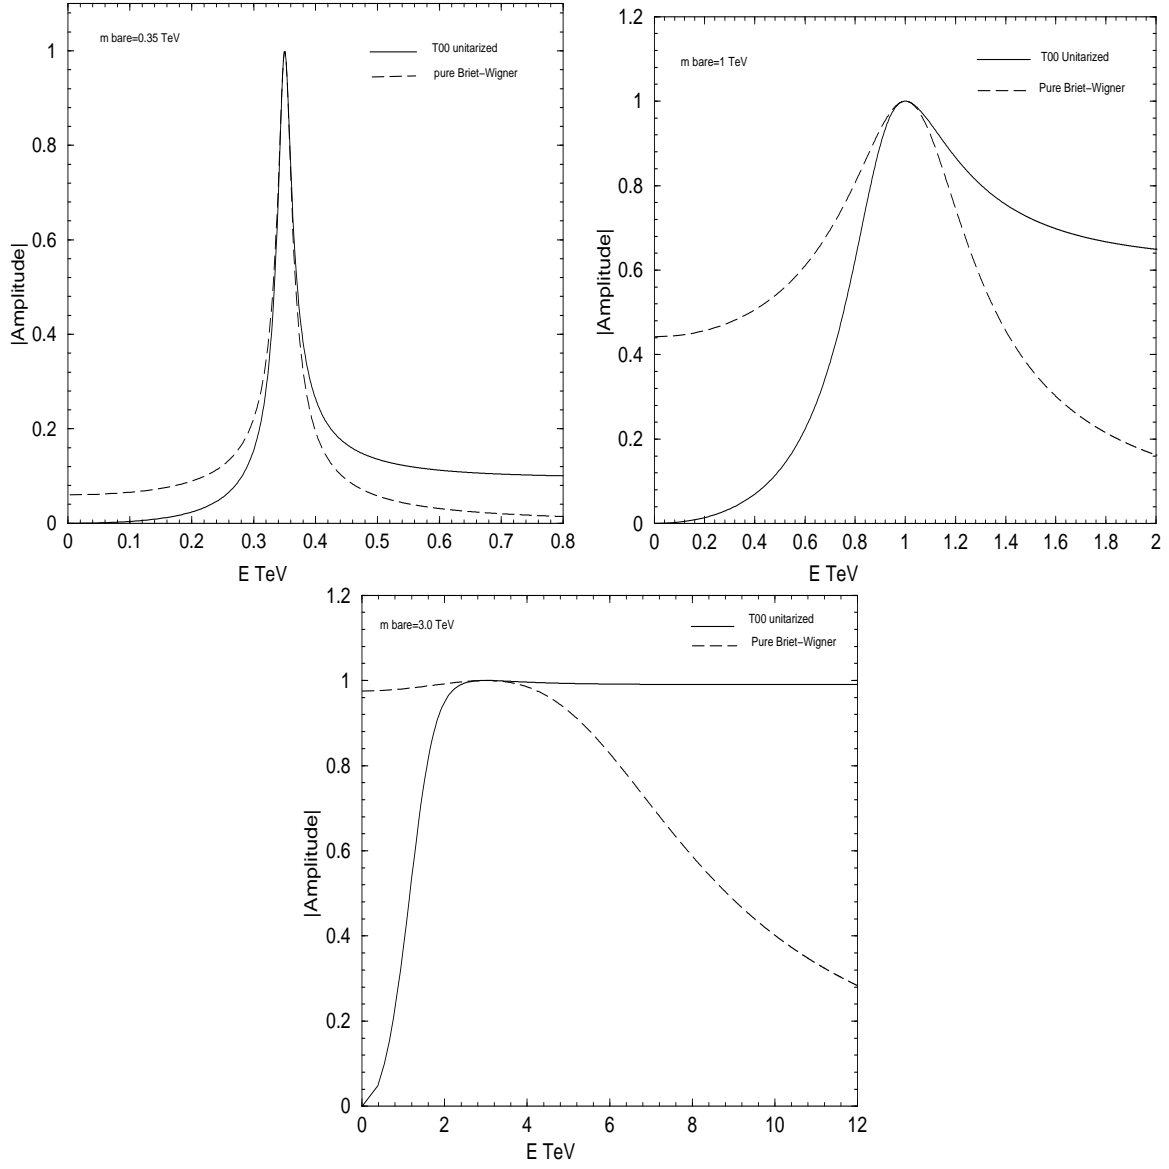 m bare=0.35 TeV
T00 unitarized
pure Briet-Wigner
1
0.8
0.6
0.4
0.2
0
|Amplitude|
0 0.1 0.2 0.3 0.4 0.5 0.6 0.7 0.8
E TeV
1.2
m bare=1 TeV
T00 Unitarized
Pure Briet-Wigner
1
0.8
0.6
0.4
0.2
0
|Amplitude|
0 0.2 0.4 0.6 0.8 1 1.2 1.4 1.6 1.8 2
E TeV
1.2
m bare=3.0 TeV
T00 unitarized
Pure Briet-Wigner
1
0.8
0.6
0.4
0.2
0
|Amplitude|
0 2 4 6 8 10 12
E TeV